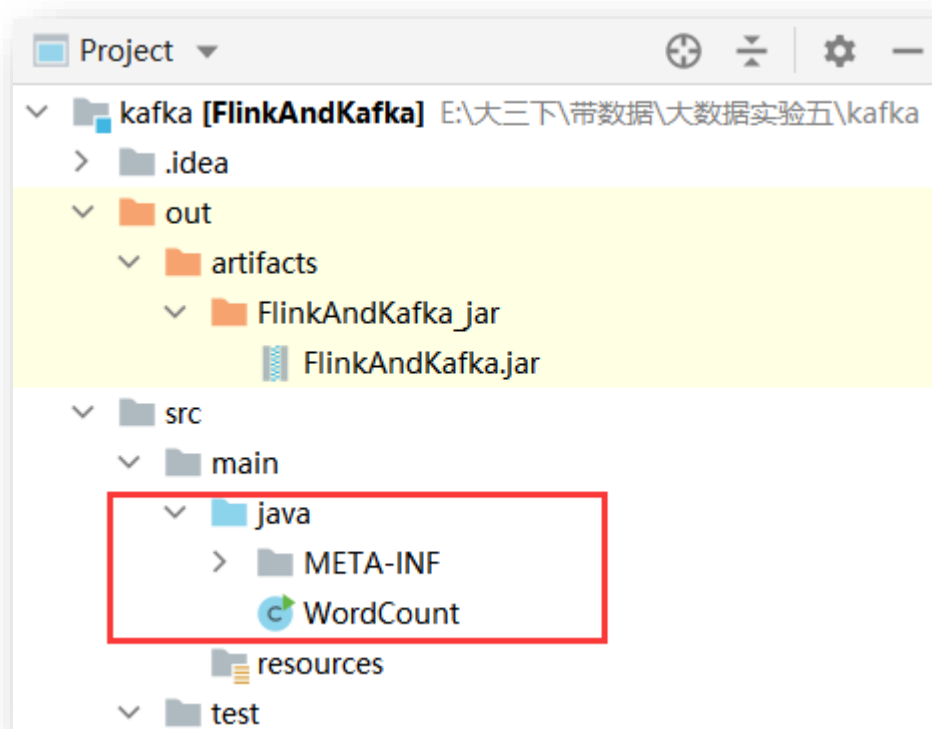 Project
kafka [FlinkAndKafka] E:\大三下\带数据\大数据实验五\kafka
.idea
out
artifacts
FlinkAndKafka_jar
FlinkAndKafka.jar
src
main
java
META-INF
C WordCount
resources
test